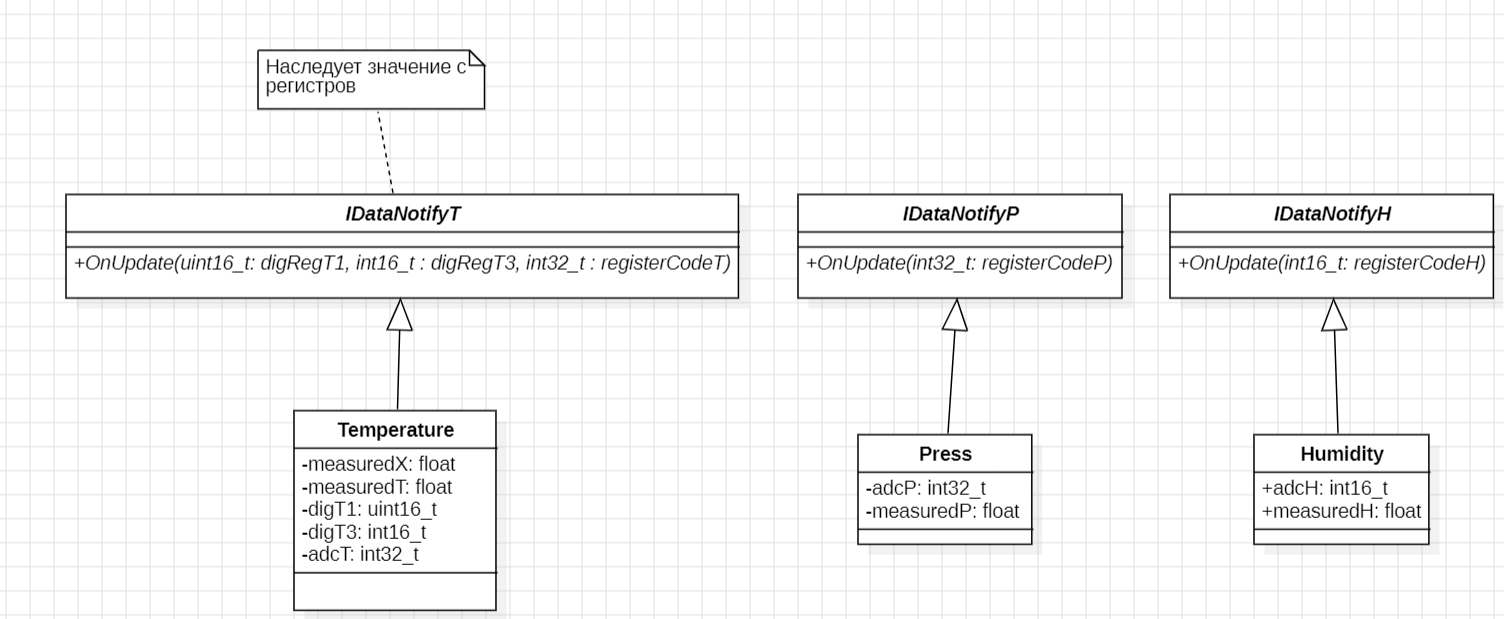 Наследует значение с
регистров
IDataNotifyT
+OnUpdate(uint16_t: digRegT1, int16_t : digRegT3, int32_t : registerCodeT)
IDataNotifyP
+OnUpdate(int32_t: registerCodeP)
IDataNotifyH
+OnUpdate(int16_t: registerCodeH)
Temperature
-measuredX: float
-measuredT: float
-digT1: uint16_t
-digT3: int16_t
-adcT: int32_t
Press
-adcP: int32_t
-measuredP: float
Humidity
+adcH: int16_t
+measuredH: float